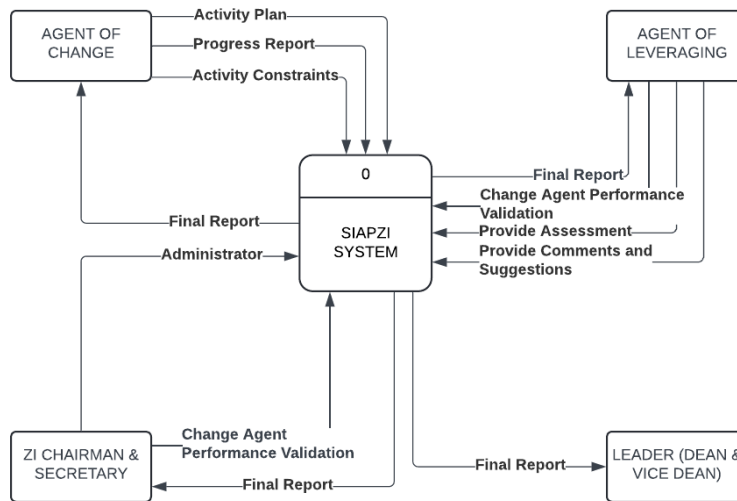 Activity Plan
AGENT OF
CHANGE
Progress Report
Activity Constraints
AGENT OF
LEVERAGING
0
SIAPZI
SYSTEM
Final Report
Change Agent Performance
Validation
Provide Assessment
Provide Comments and
Suggestions
Final Report
Administrator
Change Agent
Performance Validation
ZI CHAIRMAN &
SECRETARY
Final Report
Final Report
LEADER (DEAN &
VICE DEAN)